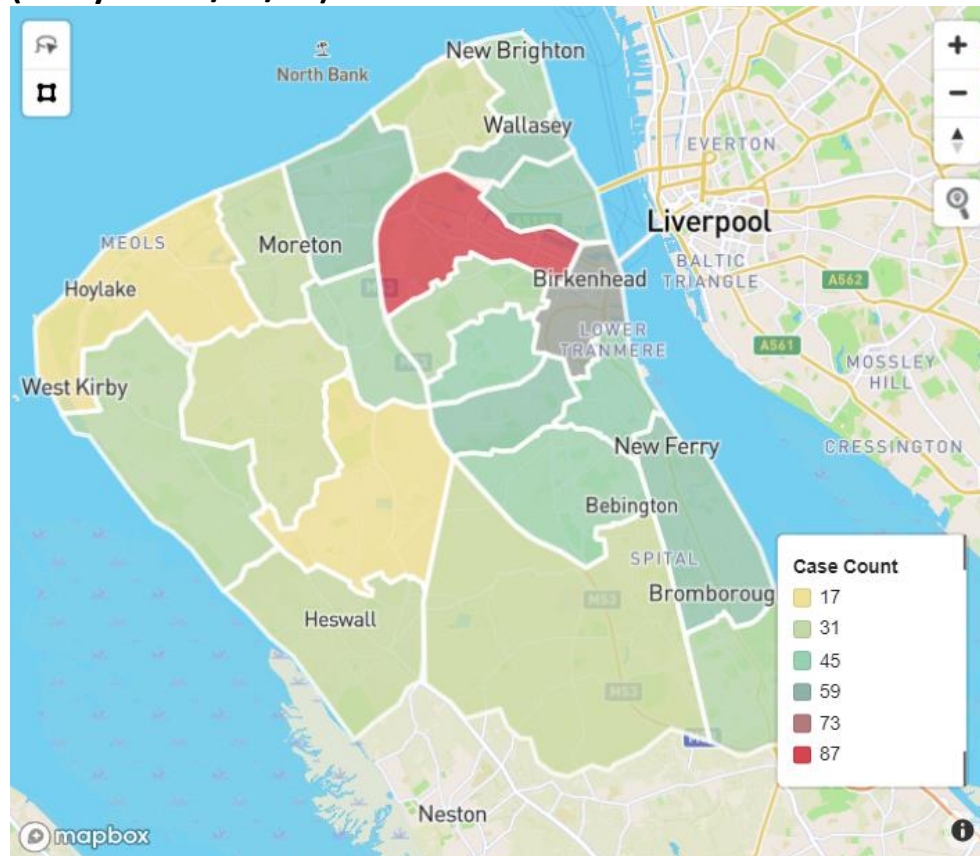 New Brighton
North Bank
Wallasey
EVERTON
Liverpool
MEOLS
Moreton
Birkenhead
BALTIC
TRIANGLE
A562
Hoylake
LOWER
TRANMERE
A561
MOSSLEY
HILL
West Kirby
New Ferry
CRESSINGTON
Bebington
SPITAL
Case Count
17
31
45
59
73
87
M53
Bromboroug
Heswall
M53
Neston
mapbox